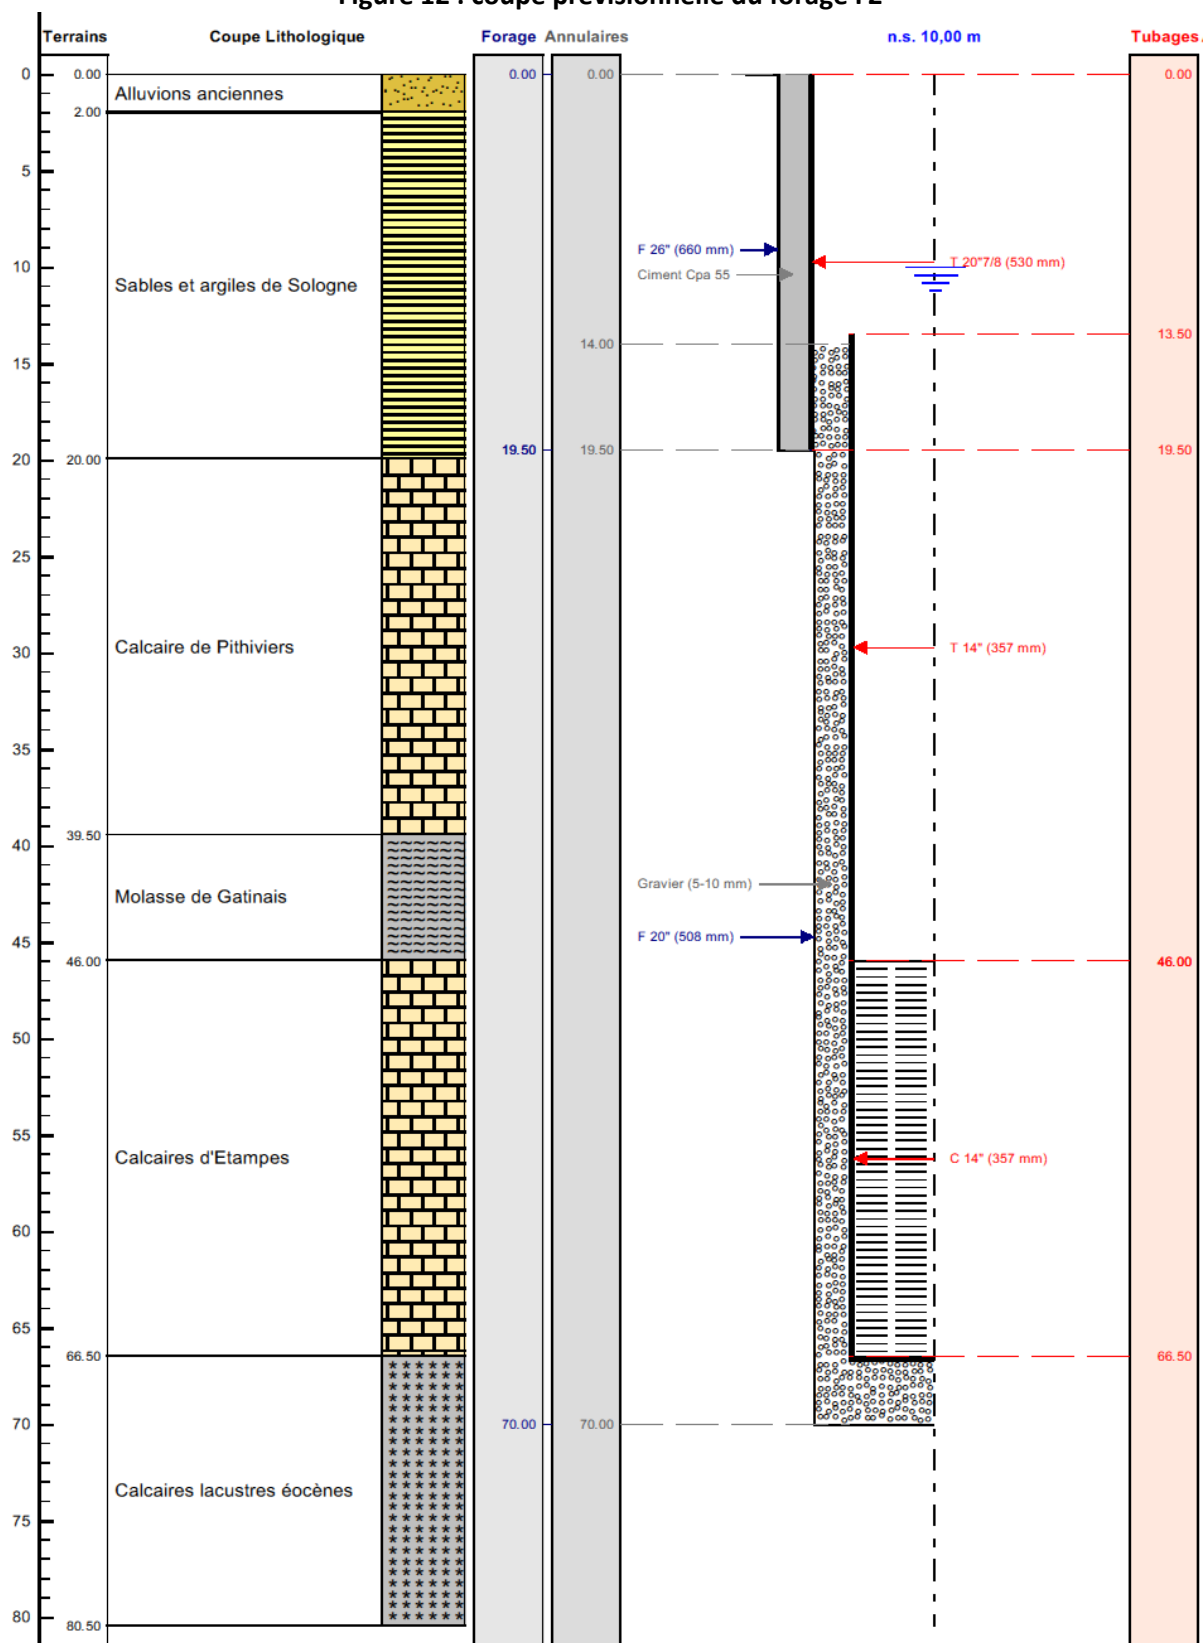 Figure 12 : coupe prévisionnelle du forage F2
Terrains Coupe Lithologique Forage Annulaires n.s. 10,00 m Tubages
0 0.00 0.00 0.00 0.00
Alluvions anciennes
2.00
5
F 26" (660 mm)
T 20"7/8 (530 mm)
10
Ciment Cpa 55
Sables et argiles de Sologne
13.50
14.00
15
19.50 19.50 19.50
20 20.00
25
Calcaire de Pithiviers
T 14" (357 mm)
30
35
39.50
40
Gravier (5-10 mm)
Molasse de Gatinais
F 20" (508 mm)
45
46.00 46.00
50
55
Calcaires d'Etampes
C 14" (357 mm)
60
65
66.50 66.50
70 70.00 70.00
Calcaires lacustres éocènes
75
80
80.50